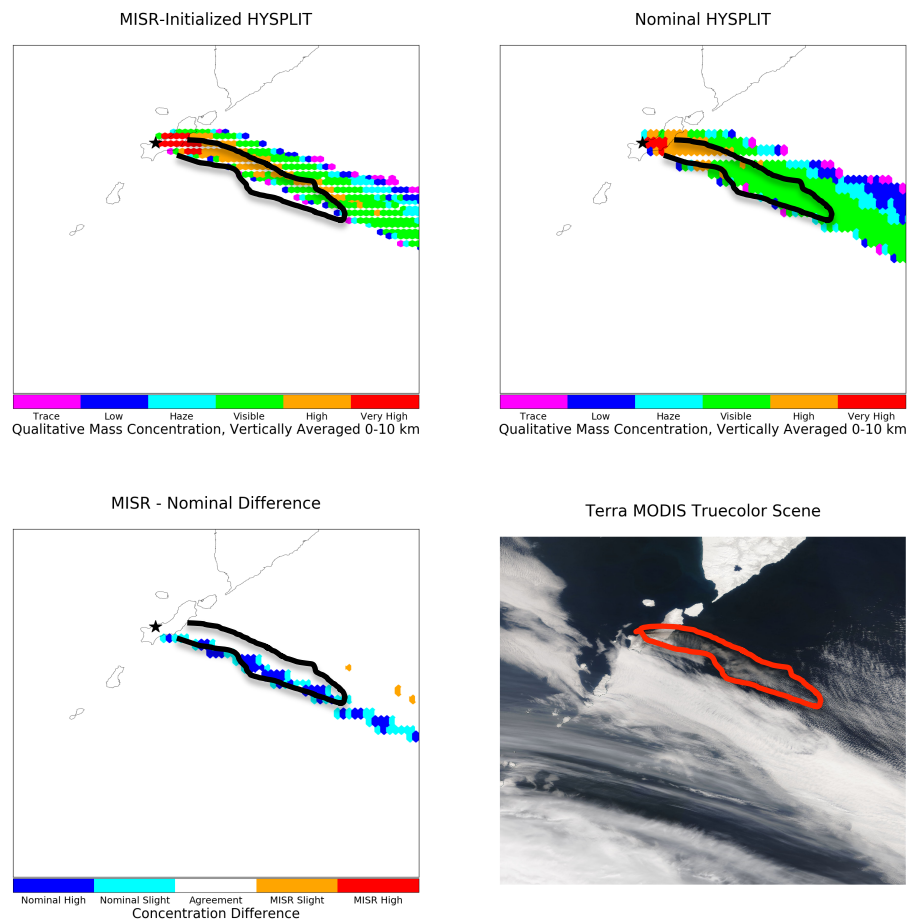 MISR-Initialized HYSPLIT
Nominal HYSPLIT
Trace Low Haze Visible High Very High
Qualitative Mass Concentration, Vertically Averaged 0-10 km
Trace Low Haze Visible High Very High
Qualitative Mass Concentration, Vertically Averaged 0-10 km
MISR - Nominal Difference
Terra MODIS Truecolor Scene
Nominal High Nominal Slight Agreement MISR Slight MISR High
Concentration Difference